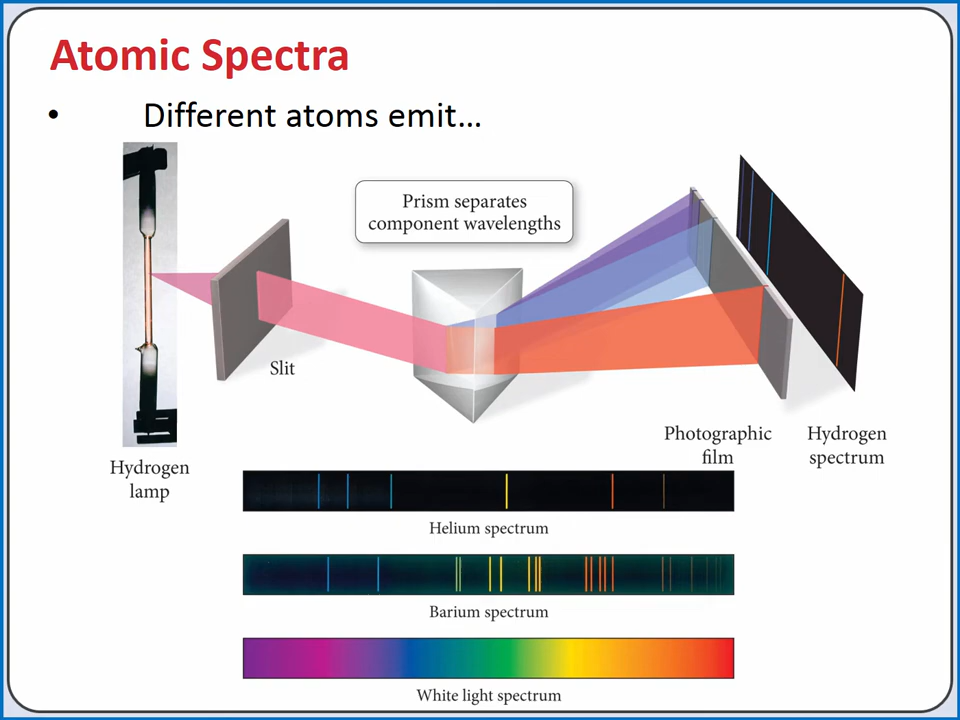 Atomic Spectra
• Different atoms emit…
Prism separates
component wavelengths
Slit
Photographic
film
Hydrogen
spectrum
Hydrogen
lamp
Helium spectrum
Barium spectrum
White light spectrum